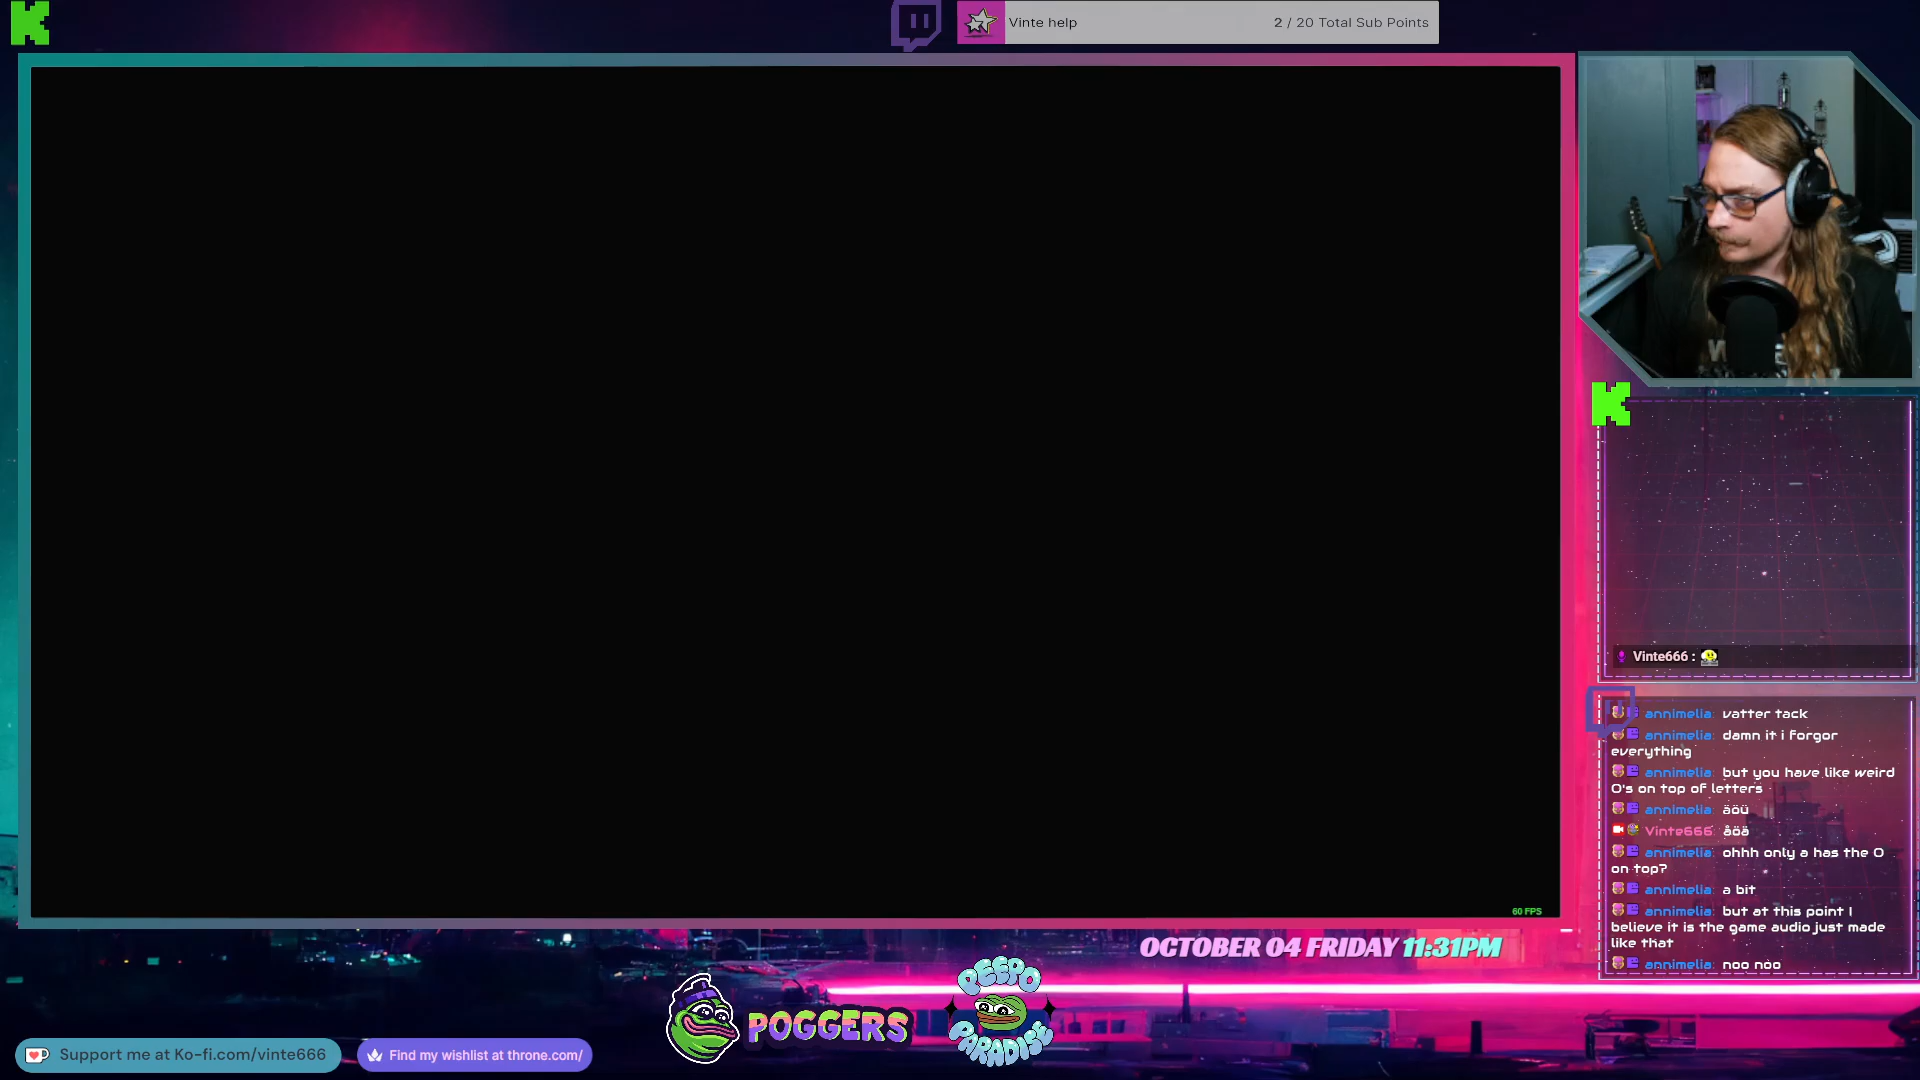 Vinte help 2 / 20 Total Sub Points
60 FPS
Vinte666 :
annimelia: vatter tack
annimelia: damn it i forgor
everything
annimelia: but you have like weird
O's on top of letters
annimelia: äöü
Vinte666: åöä
annimelia: ohhh only a has the O
on top?
annimelia: a bit
annimelia: but at this point I
believe it is the game audio just made
like that
annimelia: noo noo
OCTOBER 04 FRIDAY 11:31PM
PEEPO
PARADISE
POGGERS
Support me at Ko-fi.com/vinte666
Find my wishlist at throne.com/